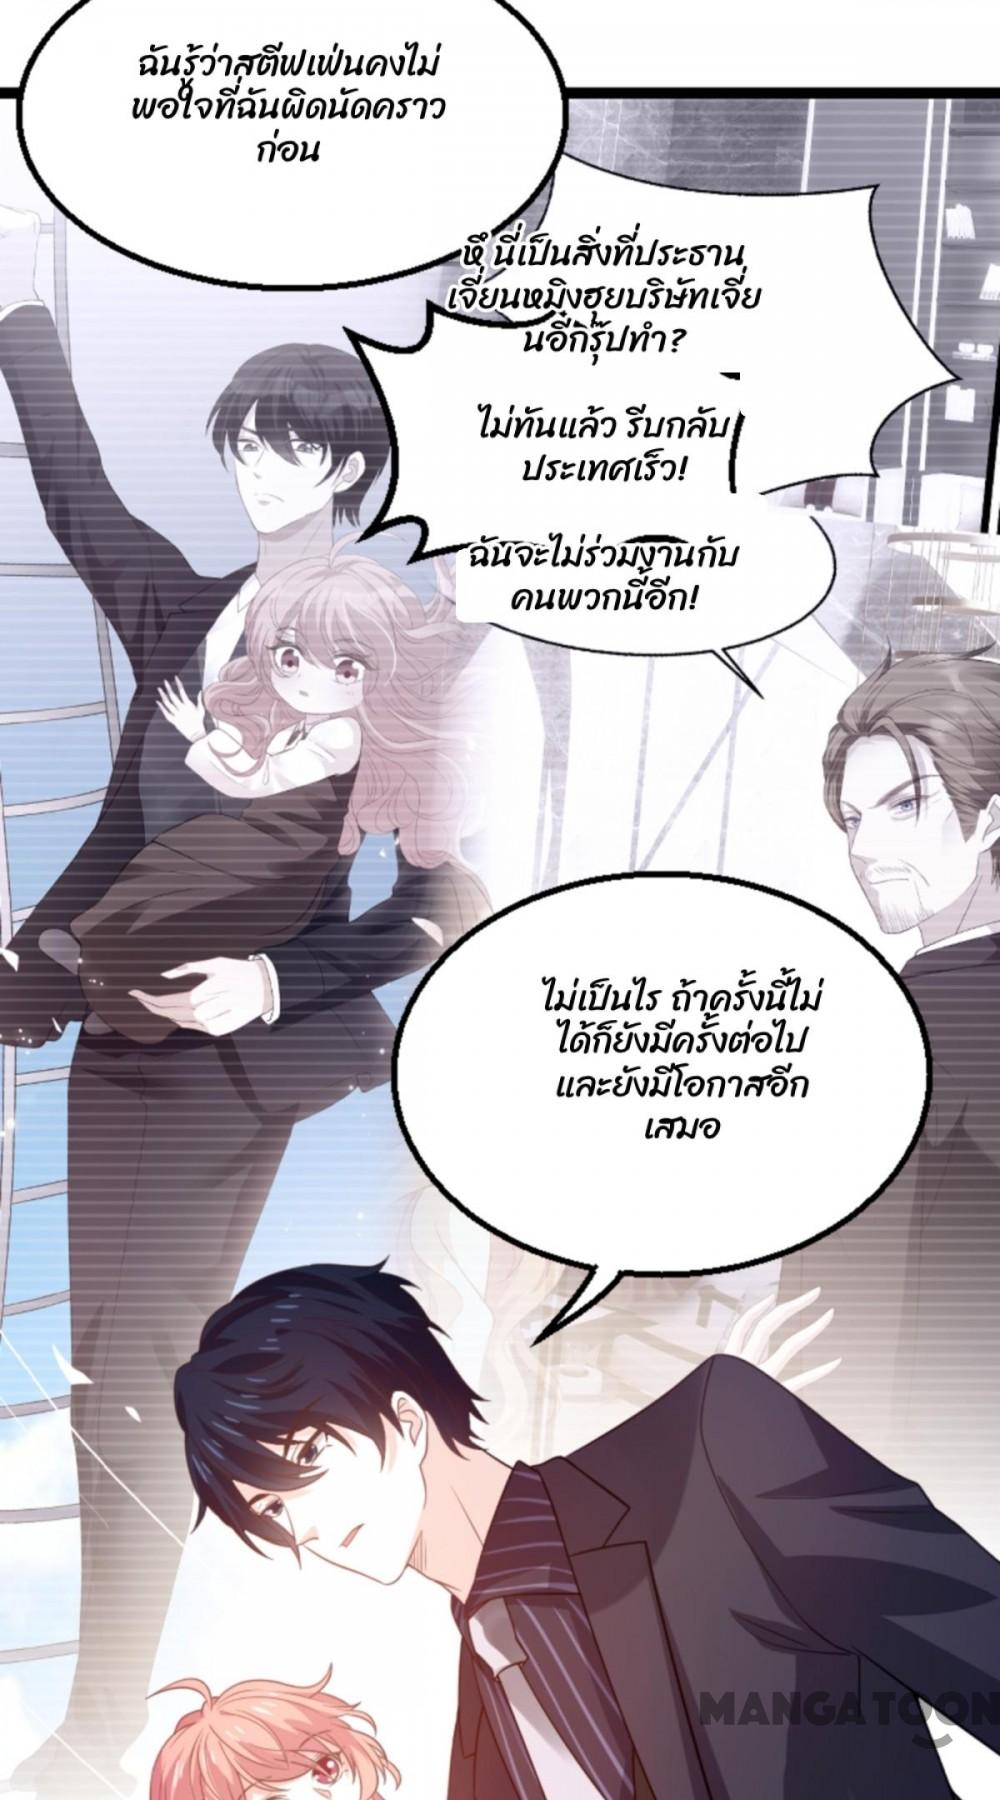 ฉันรู้ว่าสตีฟเฟ่นคงไม่
พอใจที่ฉันผิดนัดคราว
ก่อน
หึ นี่เป็นสิ่งที่ประธาน
เจี่ยนหมิงฮุยบริษัทเจี่ย
นอี๋กรุ๊ปทำ?
ไม่ทันแล้ว รีบกลับ
ประเทศเร็ว!
ฉันจะไม่ร่วมงานกับ
คนพวกนี้อีก!
ไม่เป็นไร ถ้าครั้งนี้ไม่
ได้ก็ยังมีครั้งต่อไป
และยังมีโอกาสอีก
เสมอ
MANGATOON